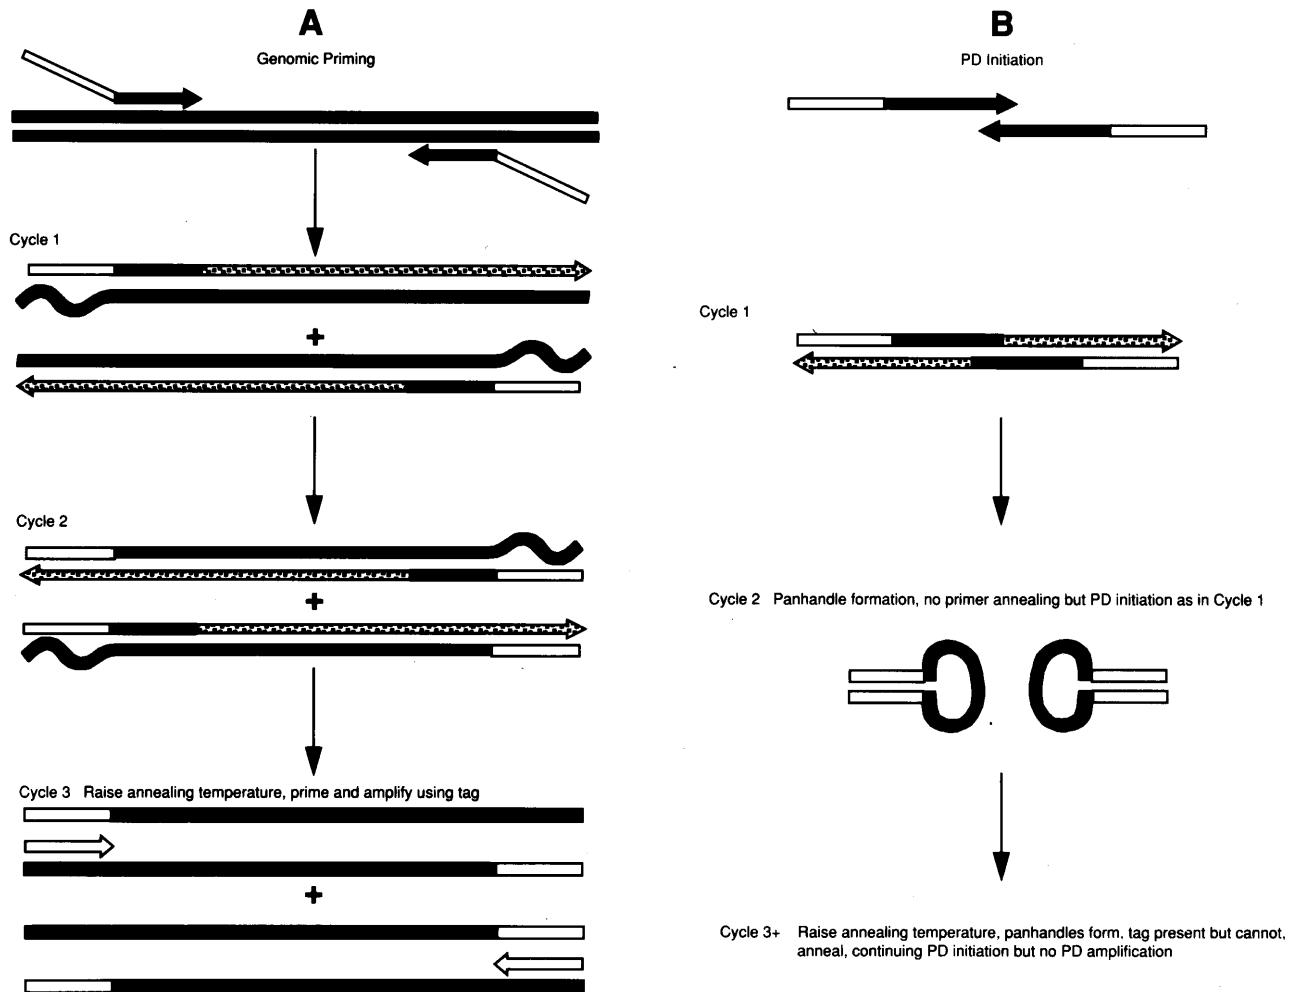 A
Genomic Priming
Cycle 1
+
Cycle 2
+
Cycle 3 Raise annealing temperature, prime and amplify using tag
+
B
PD Initiation
Cycle 1
Cycle 2 Panhandle formation, no primer annealing but PD initiation as in Cycle 1
Cycle 3+ Raise annealing temperature, panhandles form. tag present but cannot,
anneal, continuing PD initiation but no PD amplification